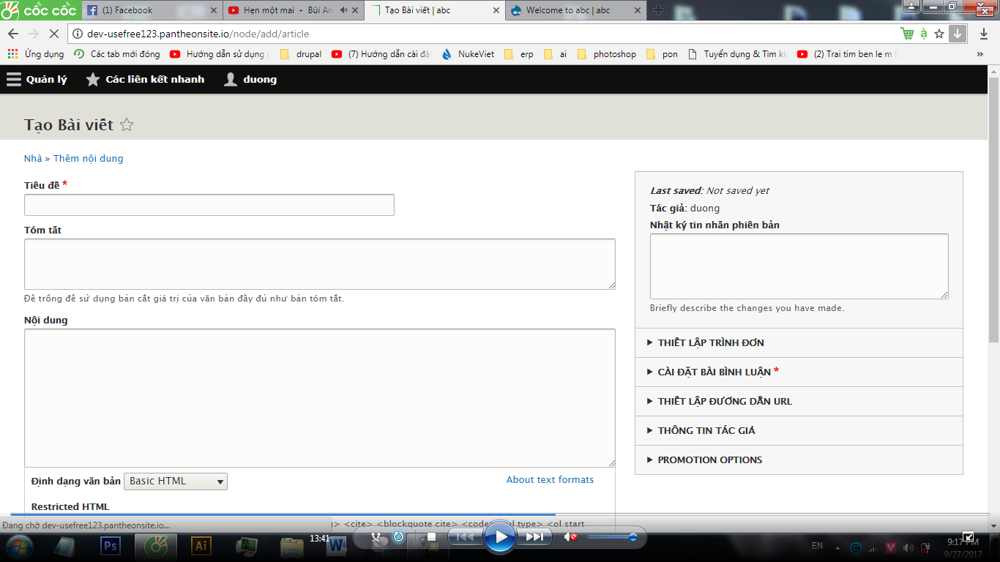 cốc cốc
(1) Facebook
Hẹn một mai ‣ Bùi An
Tạo Bài viết | abc
Welcome to abc | abc
dev-usefree123.pantheonsite.io/node/add/article
Ứng dụng
Các tab mới đóng
Hướng dẫn sử dụng
drupal
(7) Hướng dẫn cài đặ
NukeViet
erp
ai
photoshop
pon
Tuyển dụng & Tìm ki
(2) Trai tim ben le m
»
Quản lý
Các liên kết nhanh
duong
Tạo Bài viết
Nhà » Thêm nội dung
Tiêu đề *
Tóm tắt
Để trống để sử dụng bản cắt giá trị của văn bản đầy đủ như bản tóm tắt.
Nội dung
Định dạng văn bản
Basic HTML
About text formats
Restricted HTML
<cite> <blockquote cite> <code> type> <ol start
Last saved: Not saved yet
Tác giả: duong
Nhật ký tin nhắn phiên bản
Briefly describe the changes you have made.
THIẾT LẬP TRÌNH ĐƠN
CÀI ĐẶT BÀI BÌNH LUẬN *
THIẾT LẬP ĐƯỜNG DẪN URL
THÔNG TIN TÁC GIẢ
PROMOTION OPTIONS
Đang chờ dev-usefree123.pantheonsite.io...
13:41
Ps
Ai
W
EN
V
9:17 PM
9/27/2017